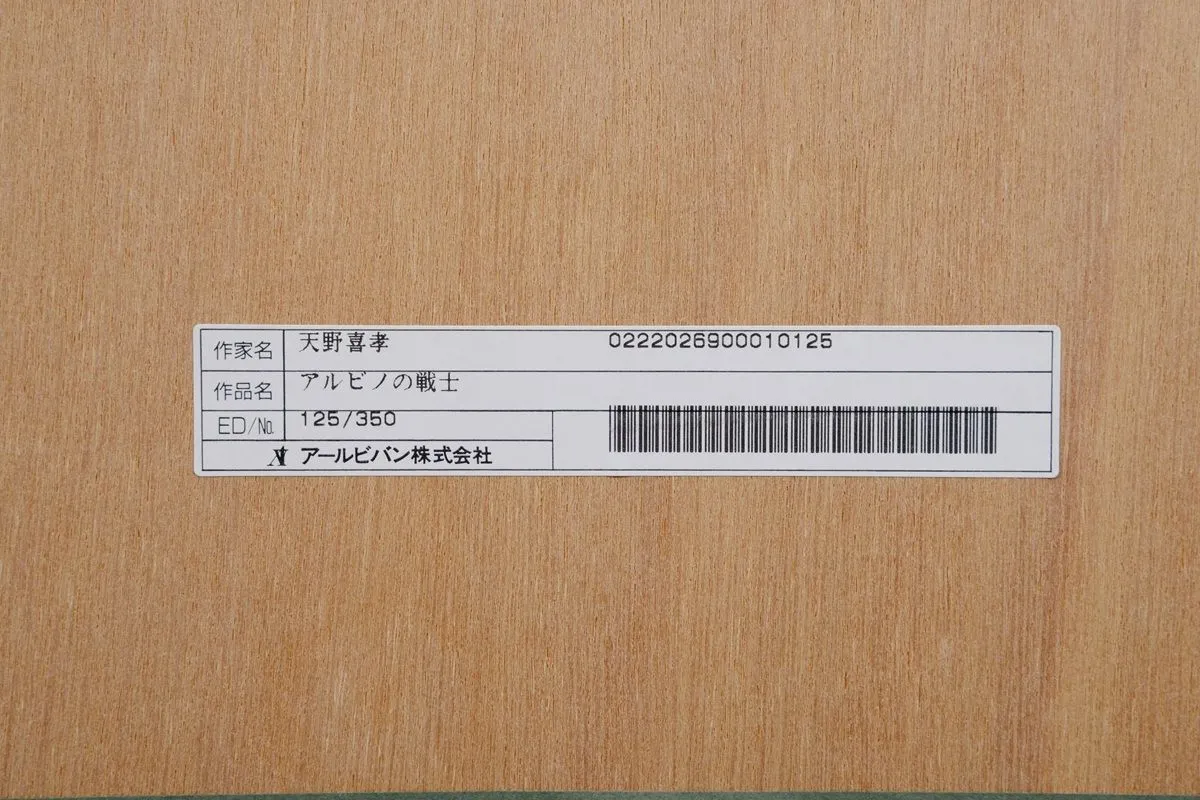 作家名 天野喜孝 0222026900010125
作品名 アルビノの戦士
ED/№ 125/350
アールビバン株式会社